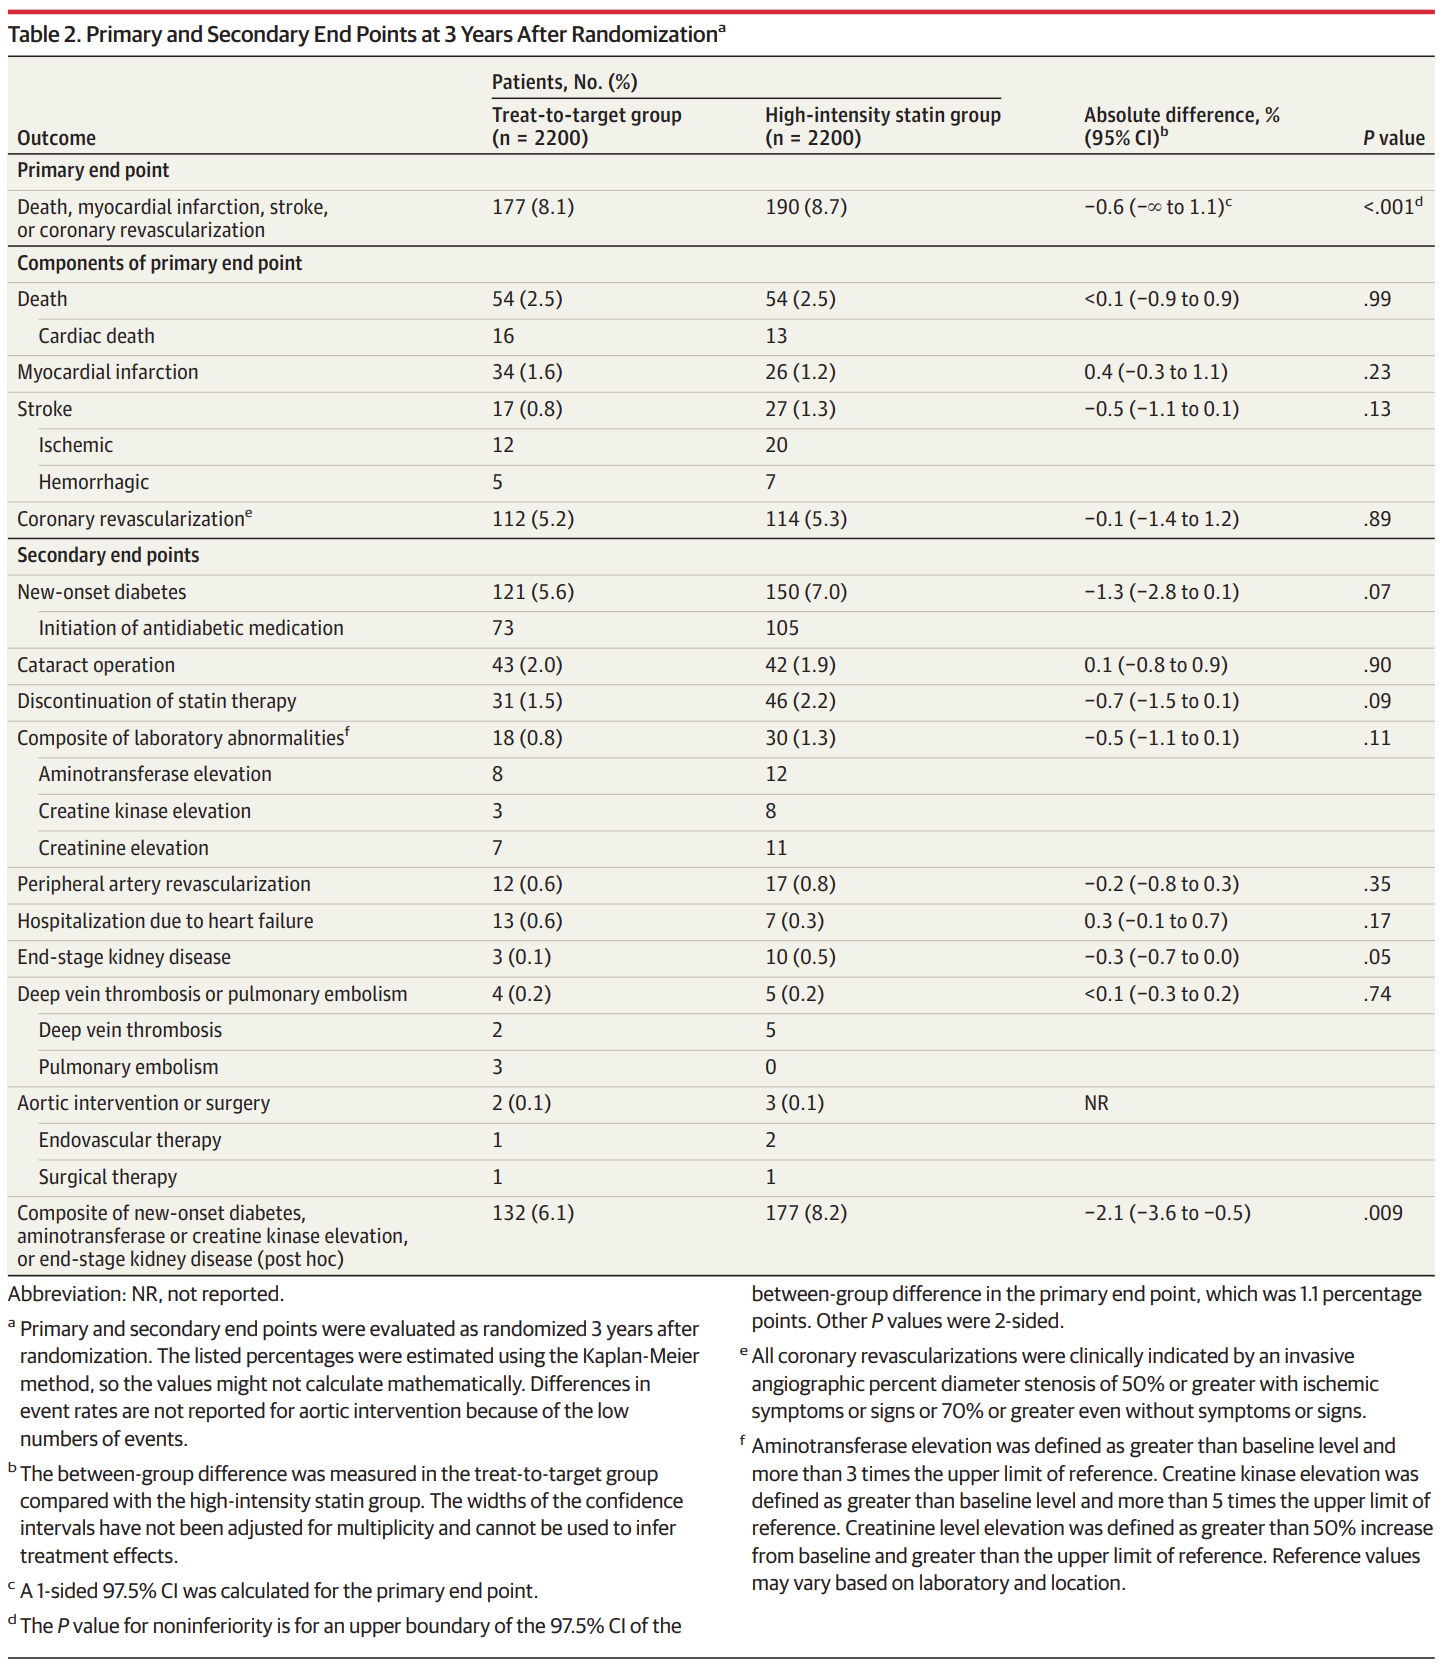 Table 2. Primary and Secondary End Points at 3 Years After Randomizationa
Patients, No. (%)
Outcome Treat-to-target group (n = 2200) High-intensity statin group (n = 2200) Absolute difference, % (95% CI)b P value
Primary end point
Death, myocardial infarction, stroke, 177 (8.1) 190 (8.7) −0.6 (−∞ to 1.1)c <.001d
or coronary revascularization
Components of primary end point
Death 54 (2.5) 54 (2.5) <0.1 (−0.9 to 0.9) .99
Cardiac death 16 13
Myocardial infarction 34 (1.6) 26 (1.2) 0.4 (−0.3 to 1.1) .23
Stroke 17 (0.8) 27 (1.3) −0.5 (−1.1 to 0.1) .13
Ischemic 12 20
Hemorrhagic 5 7
Coronary revascularizatione 112 (5.2) 114 (5.3) −0.1 (−1.4 to 1.2) .89
Secondary end points
New-onset diabetes 121 (5.6) 150 (7.0) −1.3 (−2.8 to 0.1) .07
Initiation of antidiabetic medication 73 105
Cataract operation 43 (2.0) 42 (1.9) 0.1 (−0.8 to 0.9) .90
Discontinuation of statin therapy 31 (1.5) 46 (2.2) −0.7 (−1.5 to 0.1) .09
Composite of laboratory abnormalitiesf 18 (0.8) 30 (1.3) −0.5 (−1.1 to 0.1) .11
Aminotransferase elevation 8 12
Creatine kinase elevation 3 8
Creatinine elevation 7 11
Peripheral artery revascularization 12 (0.6) 17 (0.8) −0.2 (−0.8 to 0.3) .35
Hospitalization due to heart failure 13 (0.6) 7 (0.3) 0.3 (−0.1 to 0.7) .17
End-stage kidney disease 3 (0.1) 10 (0.5) −0.3 (−0.7 to 0.0) .05
Deep vein thrombosis or pulmonary embolism 4 (0.2) 5 (0.2) <0.1 (−0.3 to 0.2) .74
Deep vein thrombosis 2 5
Pulmonary embolism 3 0
Aortic intervention or surgery 2 (0.1) 3 (0.1) NR
Endovascular therapy 1 2
Surgical therapy 1 1
Composite of new-onset diabetes, 132 (6.1) 177 (8.2) −2.1 (−3.6 to −0.5) .009
aminotransferase or creatine kinase elevation,
or end-stage kidney disease (post hoc)
Abbreviation: NR, not reported.
a Primary and secondary end points were evaluated as randomized 3 years after
randomization. The listed percentages were estimated using the Kaplan-Meier
method, so the values might not calculate mathematically. Differences in
event rates are not reported for aortic intervention because of the low
numbers of events.
b The between-group difference was measured in the treat-to-target group
compared with the high-intensity statin group. The widths of the confidence
intervals have not been adjusted for multiplicity and cannot be used to infer
treatment effects.
c A 1-sided 97.5% CI was calculated for the primary end point.
d The P value for noninferiority is for an upper boundary of the 97.5% CI of the
between-group difference in the primary end point, which was 1.1 percentage
points. Other P values were 2-sided.
e All coronary revascularizations were clinically indicated by an invasive
angiographic percent diameter stenosis of 50% or greater with ischemic
symptoms or signs or 70% or greater even without symptoms or signs.
f Aminotransferase elevation was defined as greater than baseline level and
more than 3 times the upper limit of reference. Creatine kinase elevation was
defined as greater than baseline level and more than 5 times the upper limit of
reference. Creatinine level elevation was defined as greater than 50% increase
from baseline and greater than the upper limit of reference. Reference values
may vary based on laboratory and location.